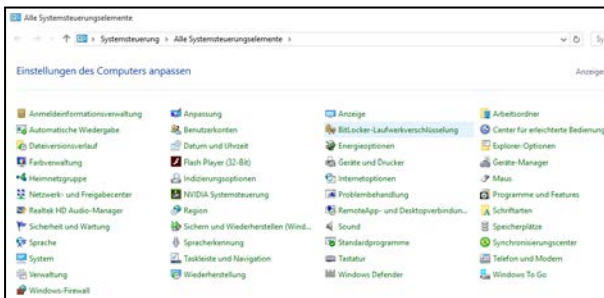 Alle Systemsteuerungselemente
Systemsteuerung > Alle Systemsteuerungselemente >
Einstellungen des Computers anpassen
Anzeige
Anmeldeinformationsverwaltung Anpassung Anzeige Arbeitsordner
Automatische Wiedergabe Benutzerkonten BitLocker-Laufwerkverschlüsselung Center für erleichterte Bedienung
Dateiversionsverlauf Datum und Uhrzeit Energieoptionen Explorer-Optionen
Farbverwaltung Flash Player (32-Bit) Geräte und Drucker Geräte-Manager
Heimnetzgruppe Indizierungsoptionen Internetoptionen Maus
Netzwerk- und Freigabecenter NVIDIA Systemsteuerung Problembehandlung Programme und Features
Realtek HD Audio-Manager Region RemoteApp- und Desktopverbindun... Schriftarten
Sicherheit und Wartung Sichern und Wiederherstellen (Wind... Sound Speicherplätze
Sprache Spracherkennung Standardprogramme Synchronisierungscenter
System Taskleiste und Navigation Tastatur Telefon und Modem
Verwaltung Wiederherstellung Windows Defender Windows To Go
Windows-Firewall